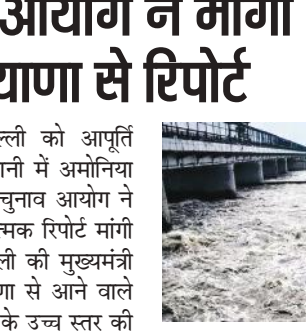 आयोग ने मांगी
याणा से रिपोर्ट
ल्ली को आपूर्ति
नी में अमोनिया
चुनाव आयोग ने
त्मक रिपोर्ट मांगी
ली की मुख्यमंत्री
णा से आने वाले
के उच्च स्तर की